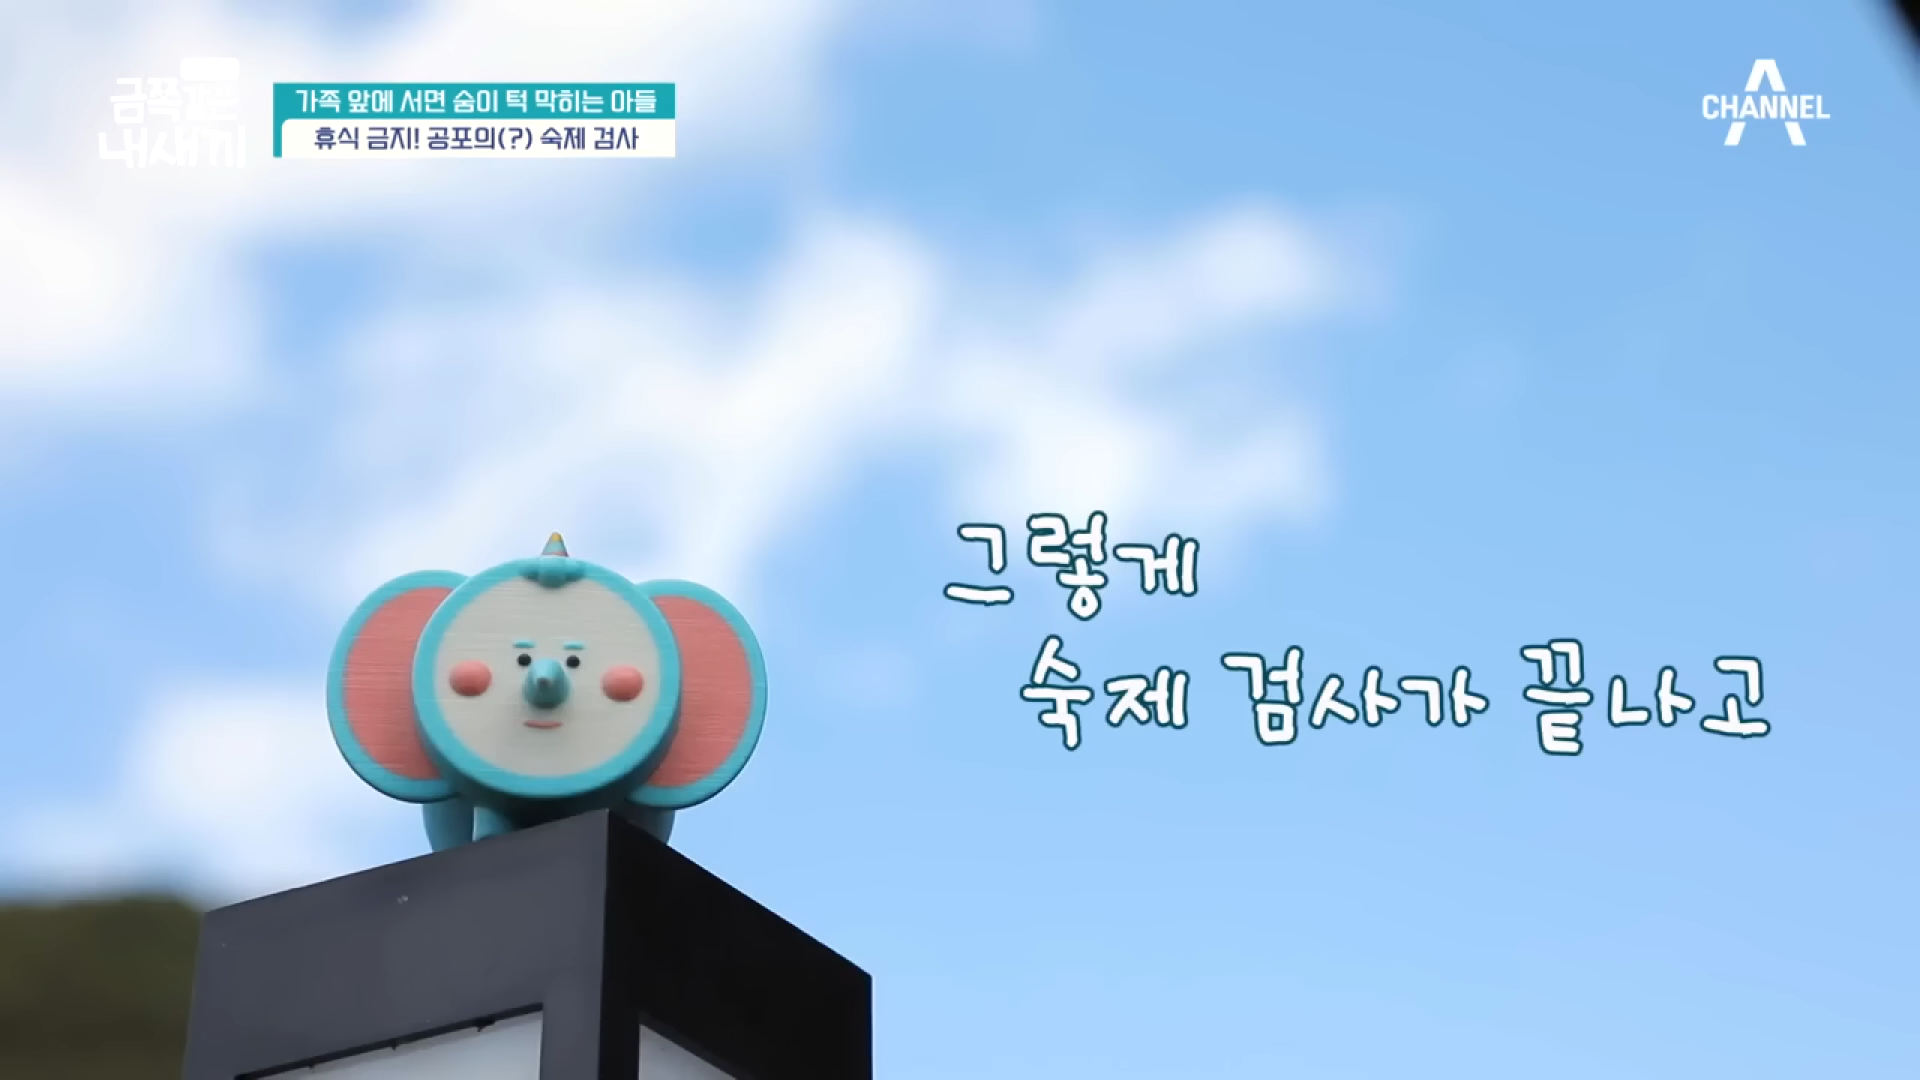 금쪽같은
내새끼
가족 앞에 서면 숨이 턱 막히는 아들
휴식 금지! 공포의(?) 숙제 검사
CHANNEL A
그렇게
숙제 검사가 끝나고